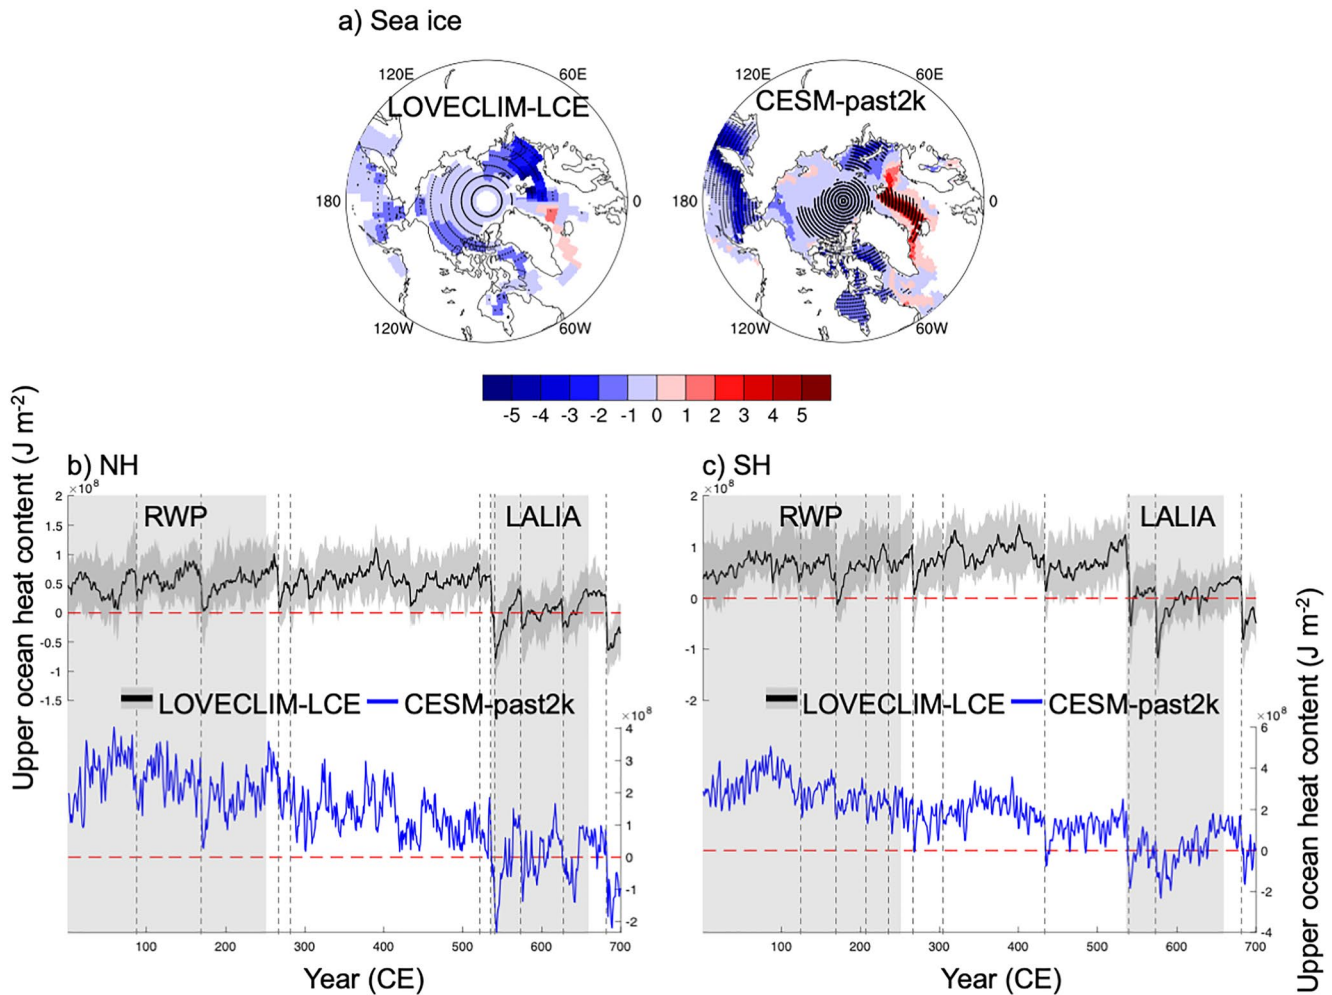 a) Sea ice
120E 60E 120E 60E
LOVECLIM-LCE CESM-past2k
180 0 180 0
120W 60W 120W 60W
-5 -4 -3 -2 -1 0 1 2 3 4 5
Upper ocean heat content (J m⁻²)
b) NH
×10⁸
2
1.5
1
0.5
0
-0.5
-1
-1.5
RWP LALIA
LOVECLIM-LCE CESM-past2k
×10⁸
4
3
2
1
0
-1
-2
100 200 300 400 500 600 700
Year (CE)
c) SH
×10⁸
2
1
0
-1
-2
RWP LALIA
LOVECLIM-LCE CESM-past2k
×10⁸
6
4
2
0
-2
-4
100 200 300 400 500 600 700
Year (CE)
Upper ocean heat content (J m⁻²)